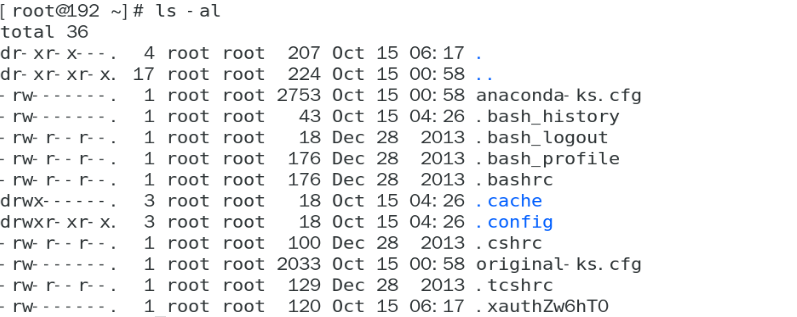 [root@192 ~]# ls -al
total 36
dr-xr-x---.  4 root root  207 Oct 15 06:17 .
dr-xr-xr-x. 17 root root  224 Oct 15 00:58 ..
-rw-------.  1 root root 2753 Oct 15 00:58 anaconda-ks.cfg
-rw-------.  1 root root   43 Oct 15 04:26 .bash_history
-rw-r--r--.  1 root root   18 Dec 28  2013 .bash_logout
-rw-r--r--.  1 root root  176 Dec 28  2013 .bash_profile
-rw-r--r--.  1 root root  176 Dec 28  2013 .bashrc
drwx------.  3 root root   18 Oct 15 04:26 .cache
drwxr-xr-x.  3 root root   18 Oct 15 04:26 .config
-rw-r--r--.  1 root root  100 Dec 28  2013 .cshrc
-rw-------.  1 root root 2033 Oct 15 00:58 original-ks.cfg
-rw-r--r--.  1 root root  129 Dec 28  2013 .tcshrc
-rw-------.  1 root root  120 Oct 15 06:17 .xauthZw6hTO